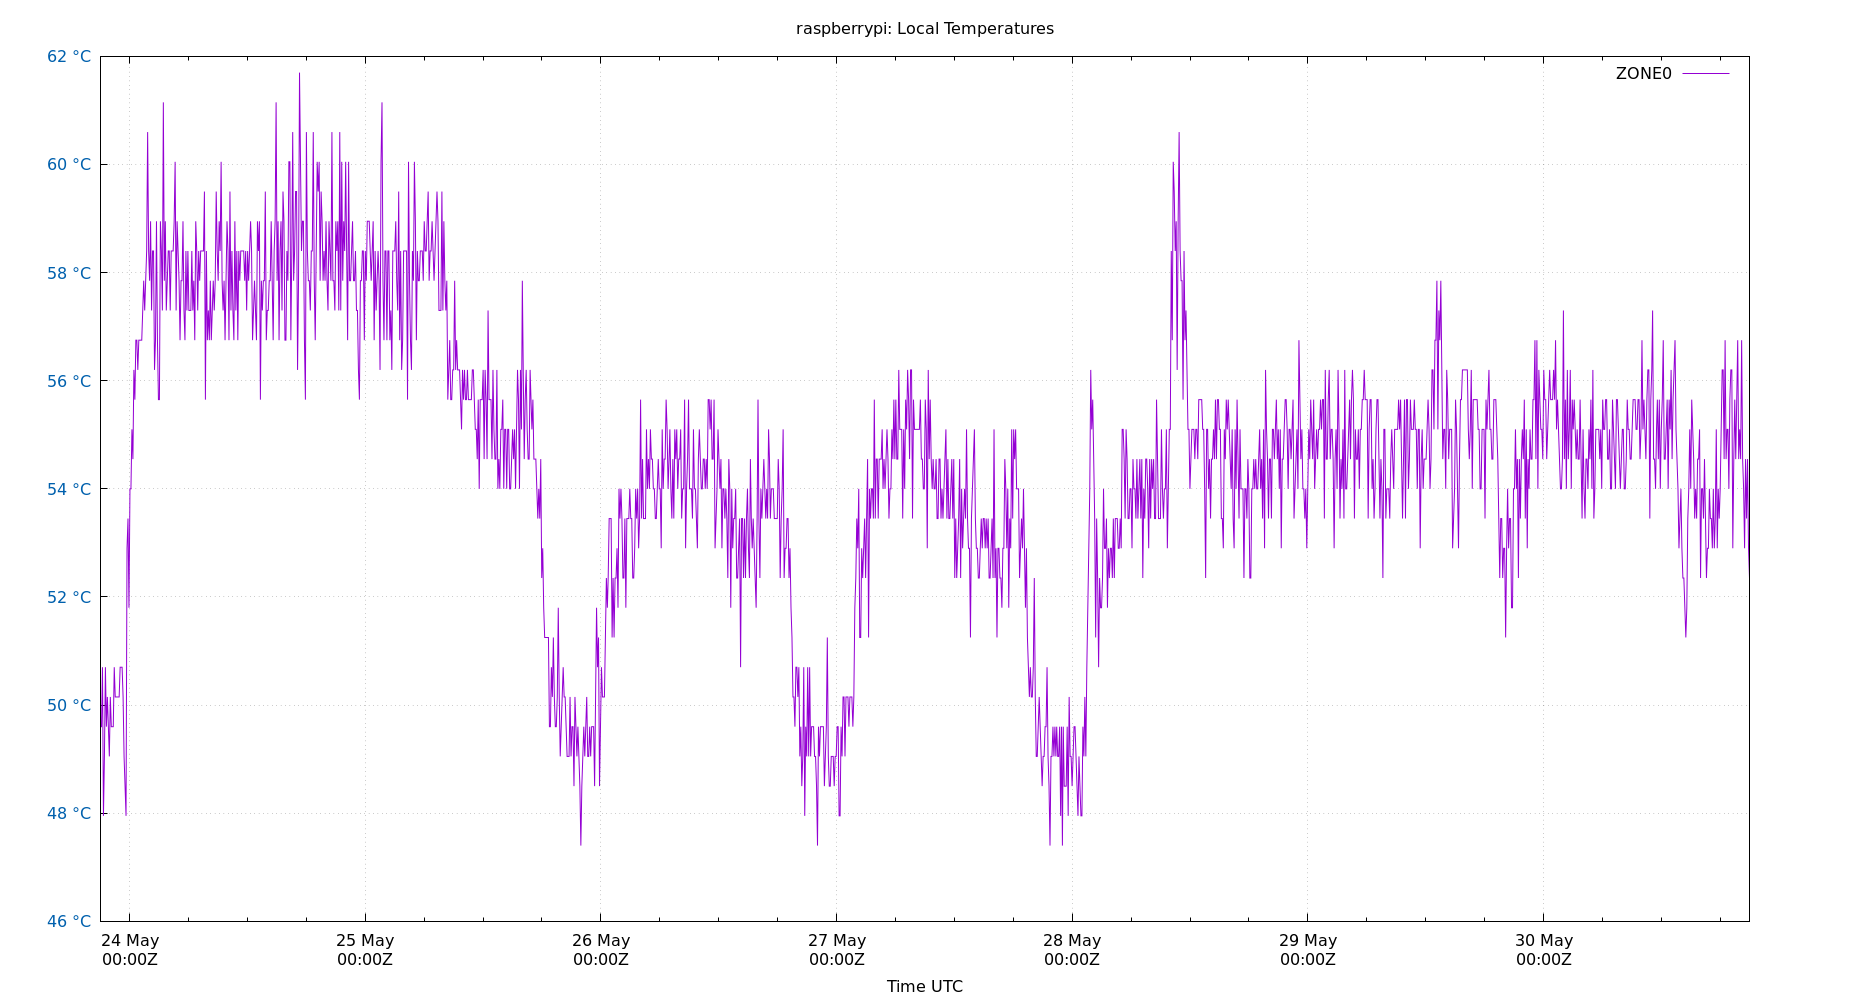 raspberrypi: Local Temperatures
ZONE0
62 °C
60 °C
58 °C
56 °C
54 °C
52 °C
50 °C
48 °C
46 °C
24 May 25 May 26 May 27 May 28 May 29 May 30 May
00:00Z 00:00Z 00:00Z 00:00Z 00:00Z 00:00Z 00:00Z
Time UTC